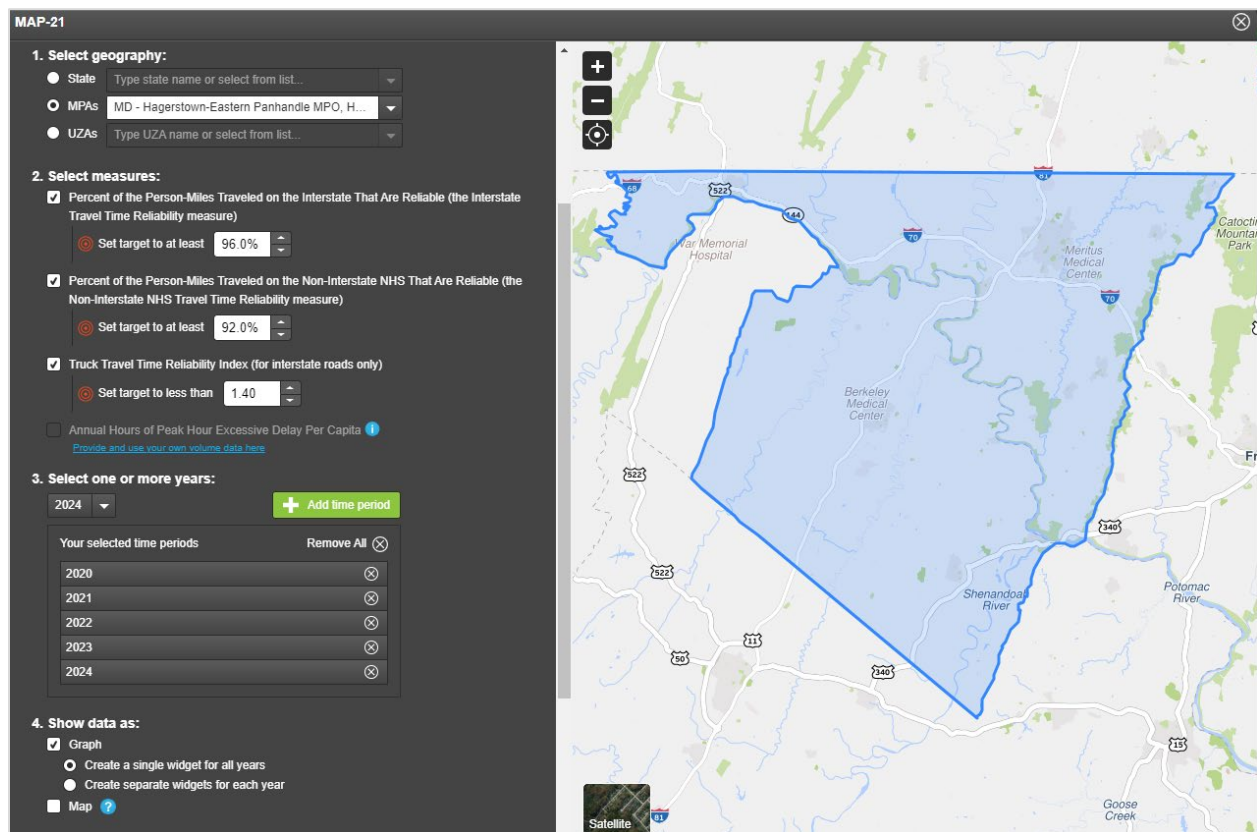 MAP-21
1. Select geography:
State Type state name or select from list...
MPAs MD - Hagerstown-Eastern Panhandle MPO, H...
UZAs Type UZA name or select from list...
2. Select measures:
Percent of the Person-Miles Traveled on the Interstate That Are Reliable (the Interstate
Travel Time Reliability measure)
Set target to at least 96.0%
Percent of the Person-Miles Traveled on the Non-Interstate NHS That Are Reliable (the
Non-Interstate NHS Travel Time Reliability measure)
Set target to at least 92.0%
Truck Travel Time Reliability Index (for interstate roads only)
Set target to less than 1.40
Annual Hours of Peak Hour Excessive Delay Per Capita i
Provide and use your own volume data here
3. Select one or more years:
2024 + Add time period
Your selected time periods Remove All
2020
2021
2022
2023
2024
4. Show data as:
Graph
Create a single widget for all years
Create separate widgets for each year
Map ?
+
−
68
522
81
144
70
War Memorial
Hospital
Meritus
Medical
Center
70
Catoctin
Mountain
Park
Berkeley
Medical
Center
522
Fr
340
522
Shenandoah
River
Potomac
River
11
50
340
15
Goose
Creek
Satellite
81